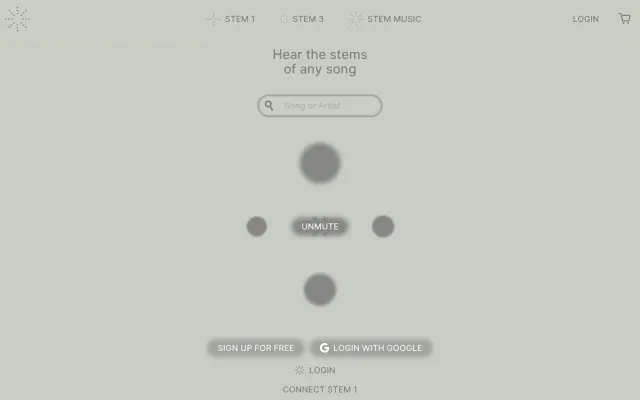 STEM 1
STEM 3
STEM MUSIC
LOGIN
Hear the stems
of any song
Song or Artist
UNMUTE
SIGN UP FOR FREE
LOGIN WITH GOOGLE
LOGIN
CONNECT STEM 1